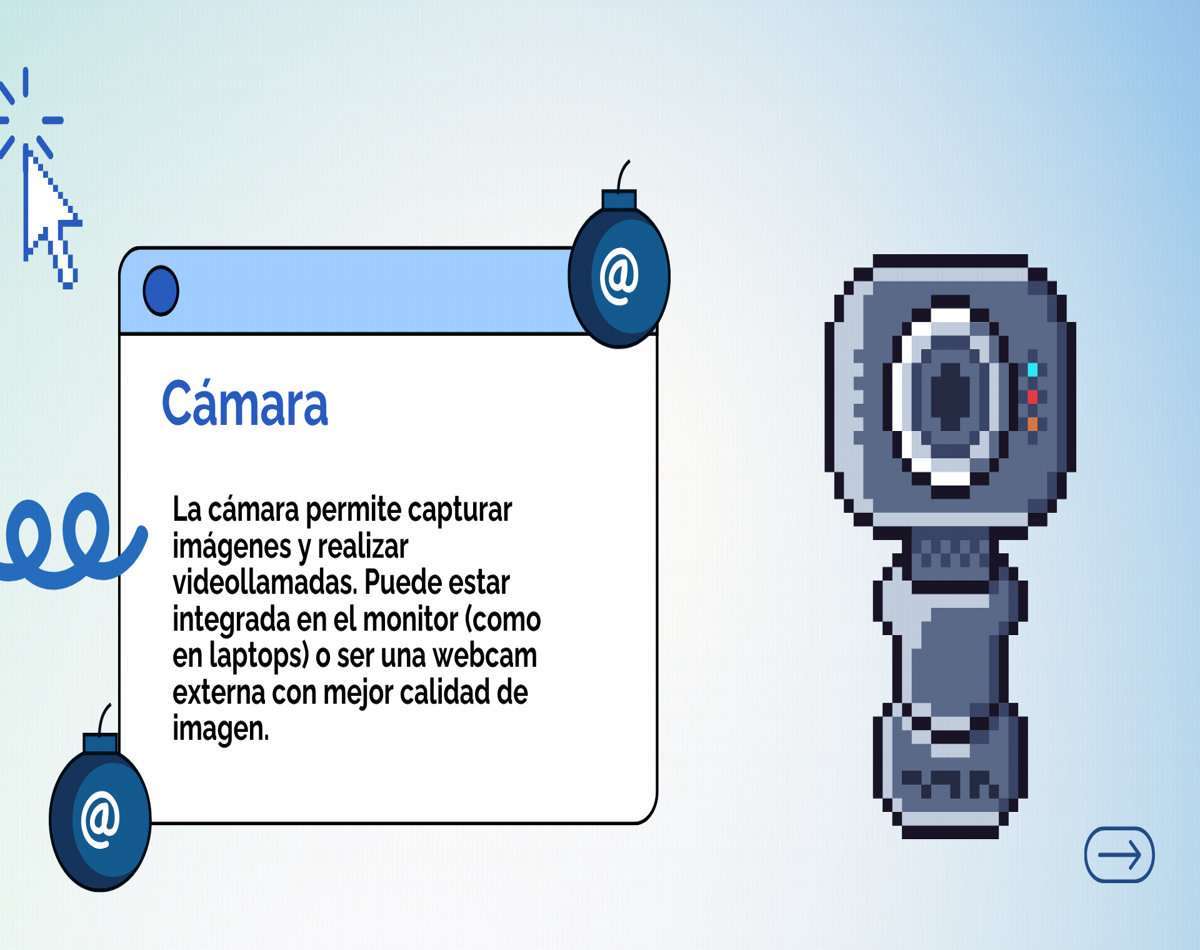 @
Cámara
La cámara permite capturar
imágenes y realizar
videollamadas. Puede estar
integrada en el monitor (como
en laptops) o ser una webcam
externa con mejor calidad de
imagen.
@